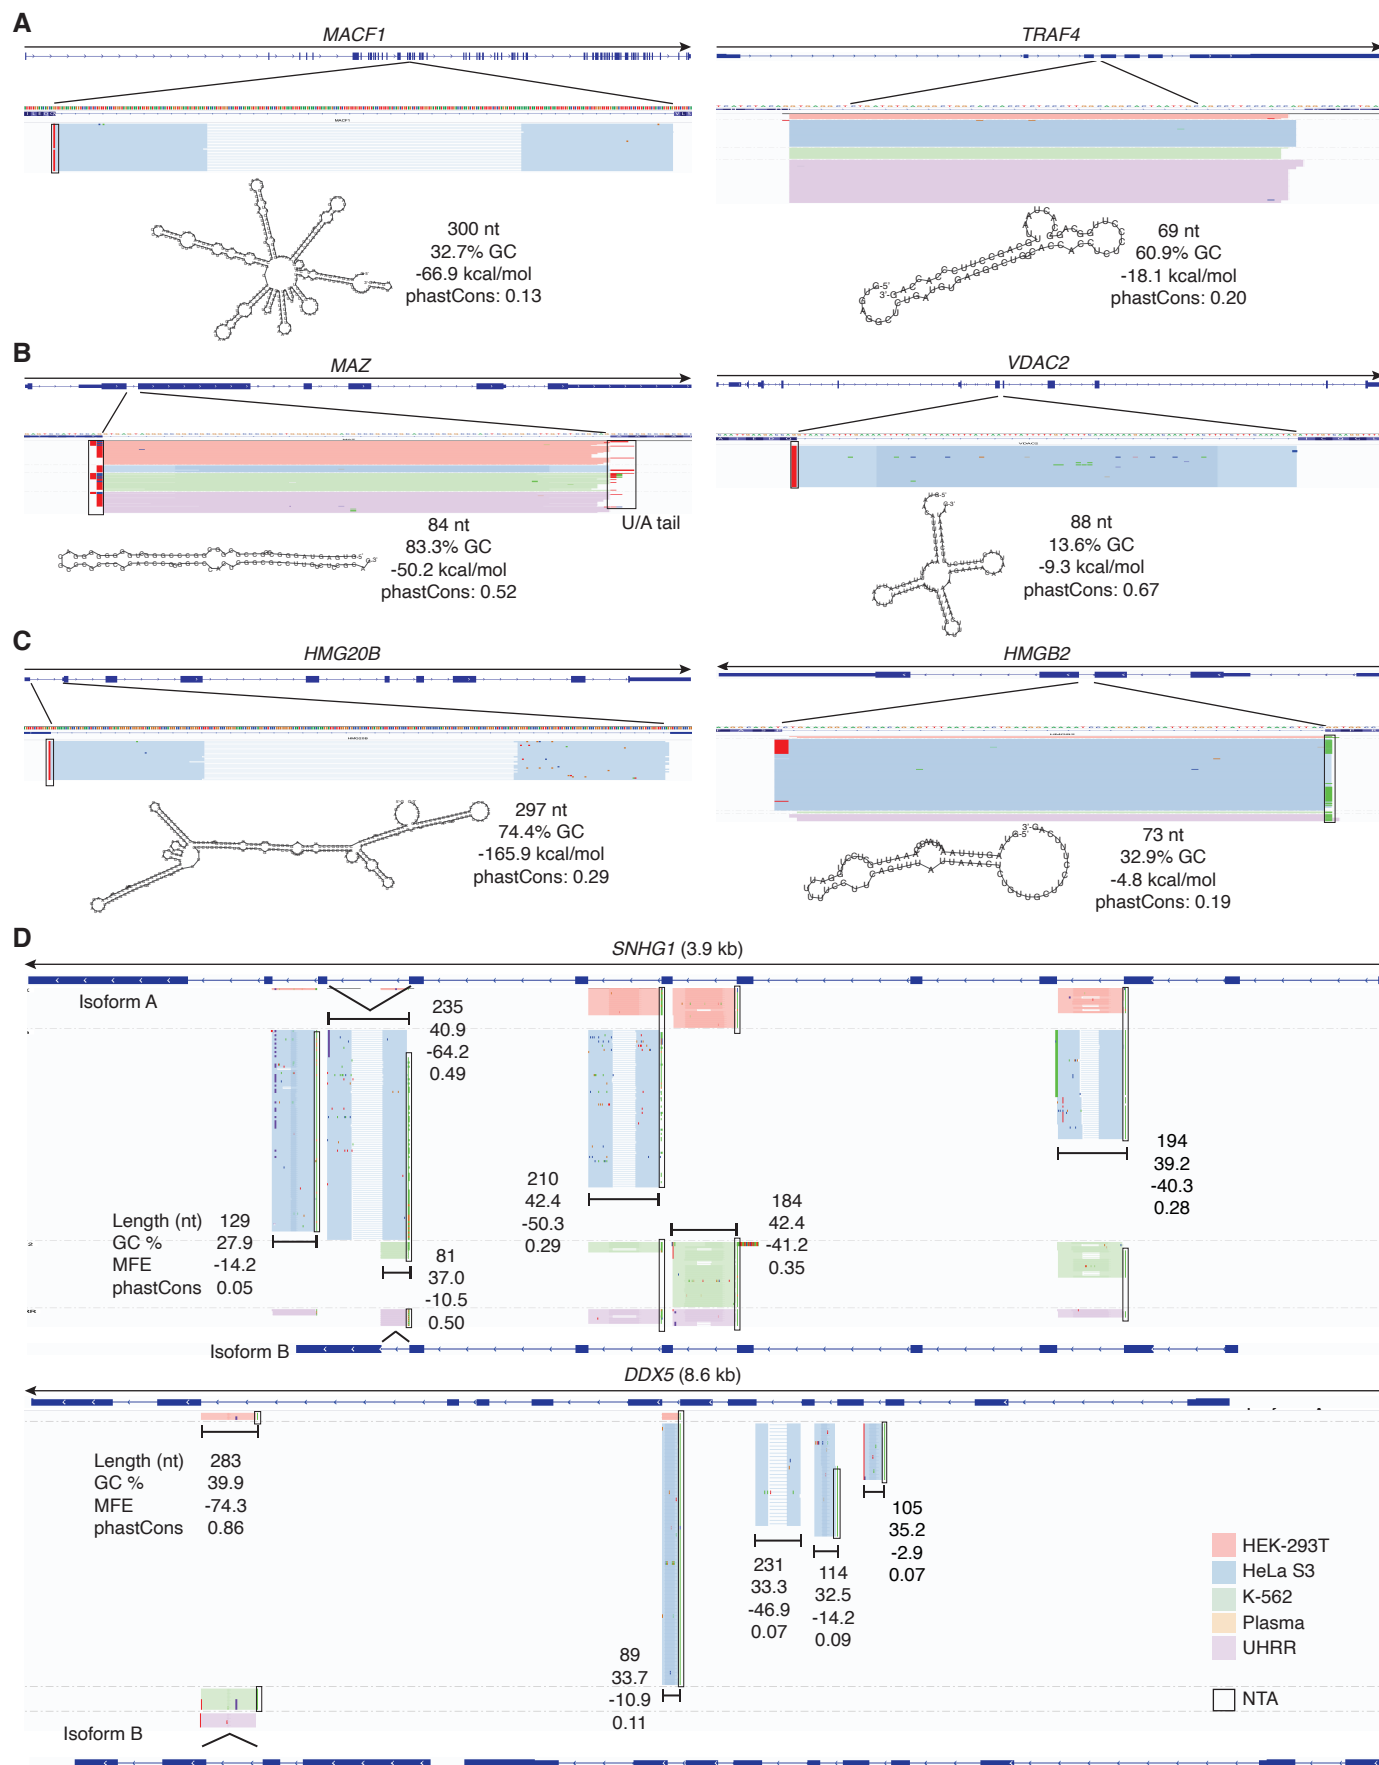 A
MACF1
300 nt
32.7% GC
-66.9 kcal/mol
phastCons: 0.13
TRAF4
69 nt
60.9% GC
-18.1 kcal/mol
phastCons: 0.20
B
MAZ
U/A tail
84 nt
83.3% GC
-50.2 kcal/mol
phastCons: 0.52
VDAC2
88 nt
13.6% GC
-9.3 kcal/mol
phastCons: 0.67
C
HMG20B
297 nt
74.4% GC
-165.9 kcal/mol
phastCons: 0.29
HMGB2
73 nt
32.9% GC
-4.8 kcal/mol
phastCons: 0.19
D
SNHG1 (3.9 kb)
Isoform A
235
40.9
-64.2
0.49
210
42.4
-50.3
0.29
184
42.4
-41.2
0.35
194
39.2
-40.3
0.28
Length (nt) 129
GC % 27.9
MFE -14.2
phastCons 0.05
81
37.0
-10.5
0.50
Isoform B
DDX5 (8.6 kb)
Length (nt) 283
GC % 39.9
MFE -74.3
phastCons 0.86
89
33.7
-10.9
0.11
231
33.3
-46.9
0.07
114
32.5
-14.2
0.09
105
35.2
-2.9
0.07
HEK-293T
HeLa S3
K-562
Plasma
UHRR
NTA
Isoform B